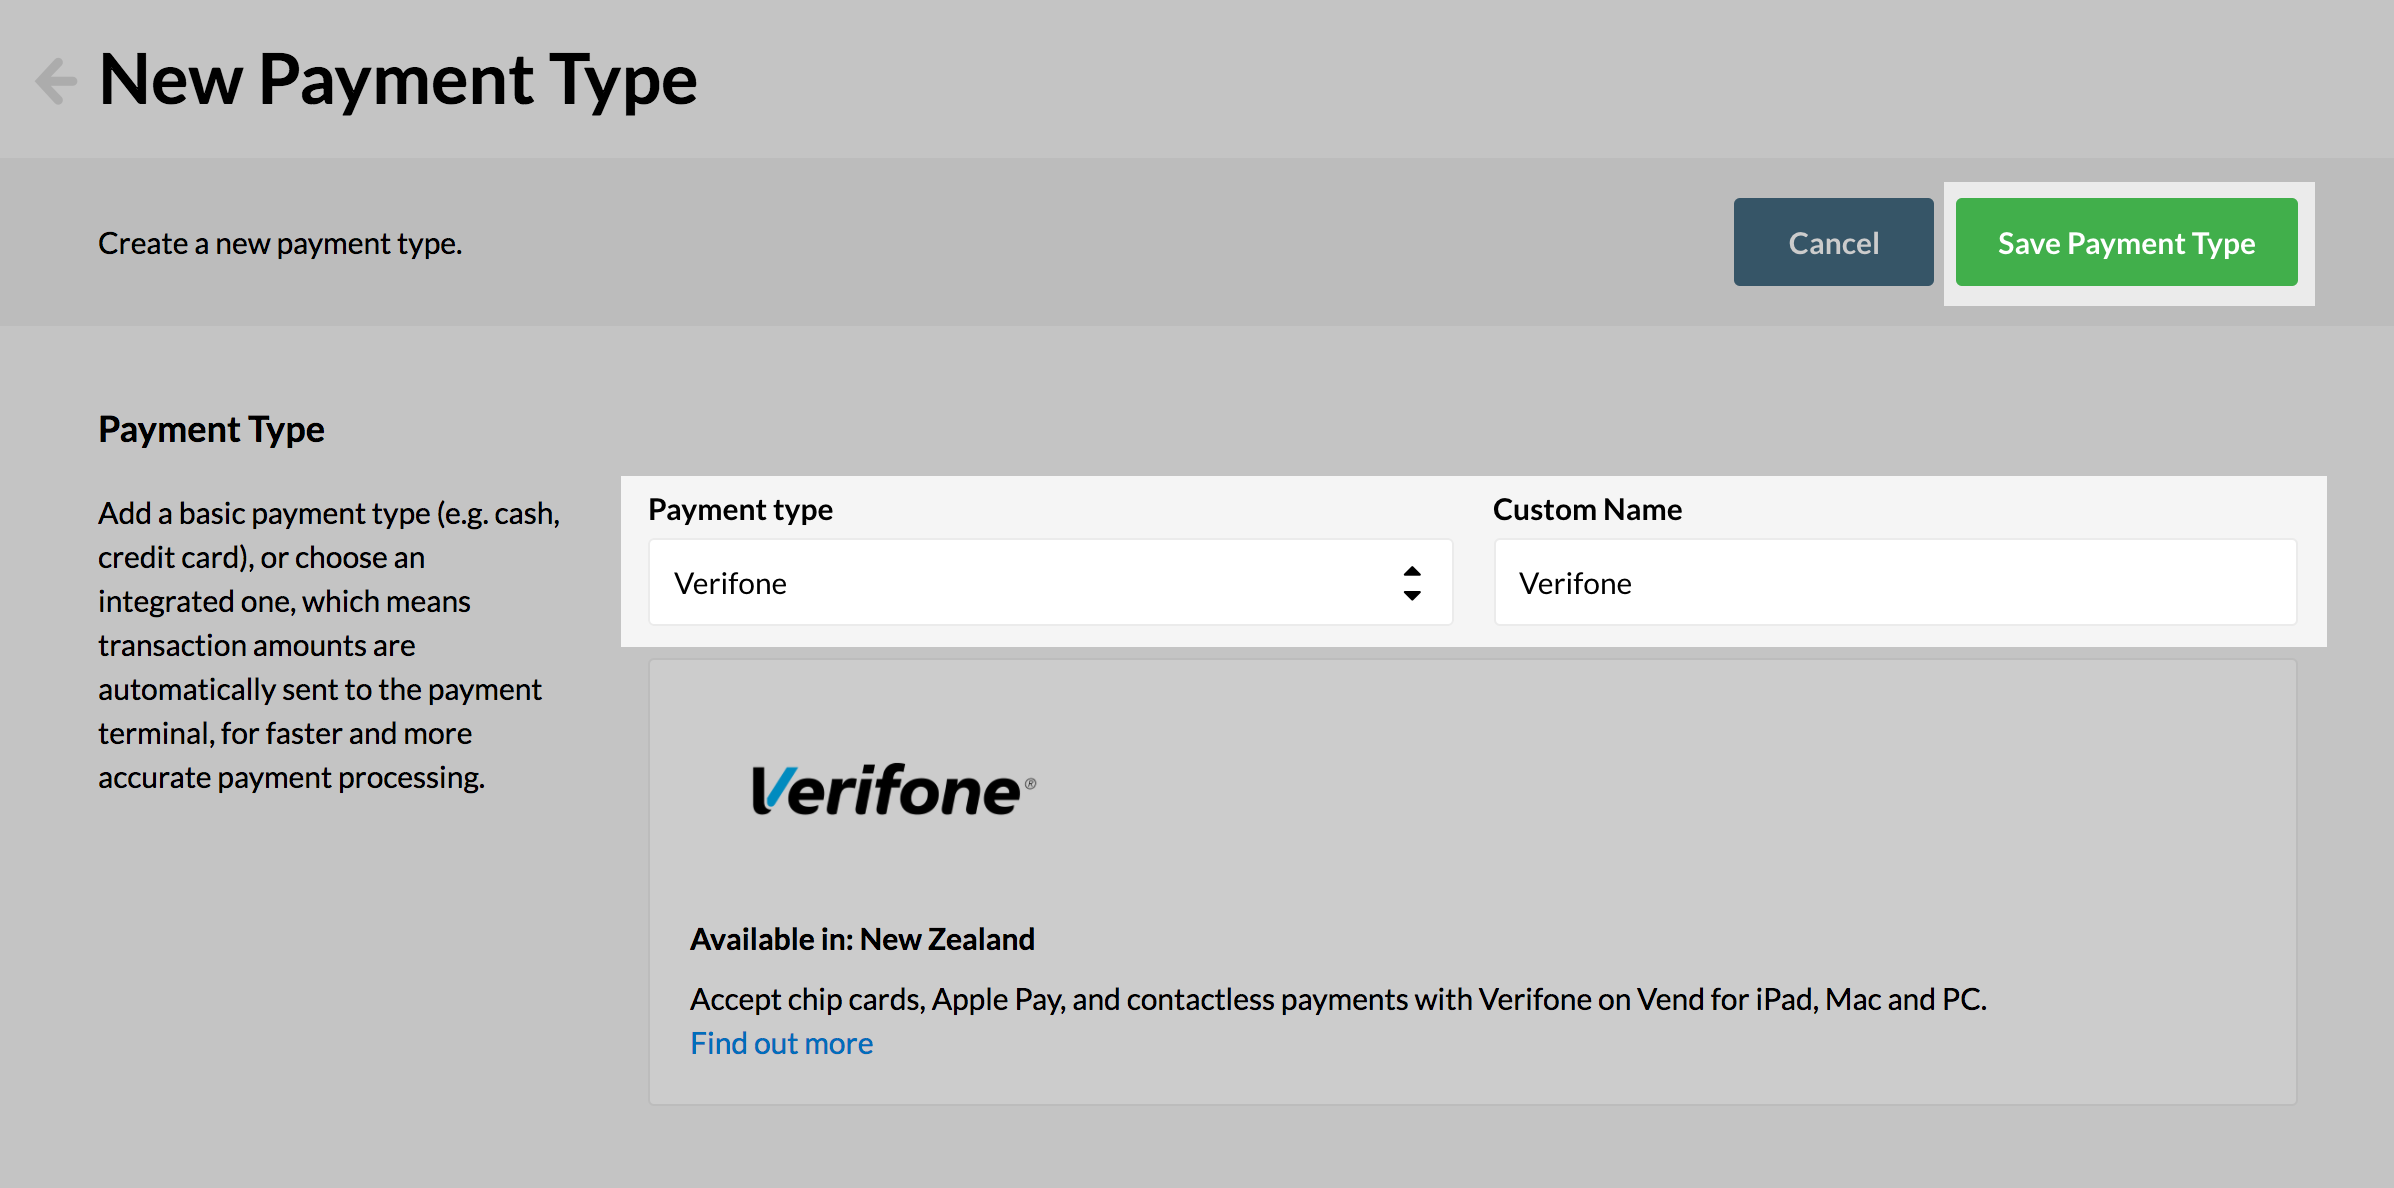 New Payment Type
Create a new payment type.
Cancel
Save Payment Type
Payment Type
Add a basic payment type (e.g. cash,
credit card), or choose an
integrated one, which means
transaction amounts are
automatically sent to the payment
terminal, for faster and more
accurate payment processing.
Payment type
Custom Name
Verifone
Verifone
Verifone®
Available in: New Zealand
Accept chip cards, Apple Pay, and contactless payments with Verifone on Vend for iPad, Mac and PC.
Find out more